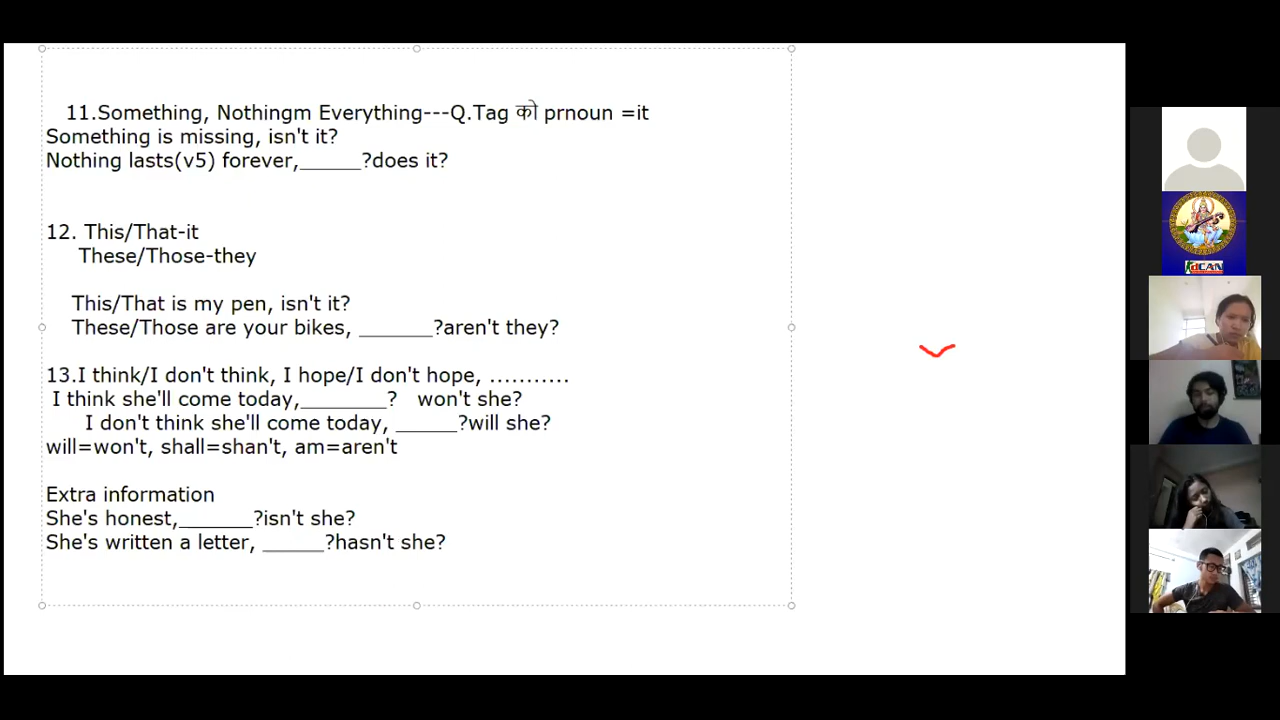 11.Something, Nothingm Everything---Q.Tag को prnoun =it
Something is missing, isn't it?
Nothing lasts(v5) forever,______?does it?
12. This/That-it
These/Those-they
This/That is my pen, isn't it?
These/Those are your bikes, _______?aren't they?
13.I think/I don't think, I hope/I don't hope, ...........
I think she'll come today,________? won't she?
I don't think she'll come today, ______?will she?
will=won't, shall=shan't, am=aren't
Extra information
She's honest,_______?isn't she?
She's written a letter, ______?hasn't she?